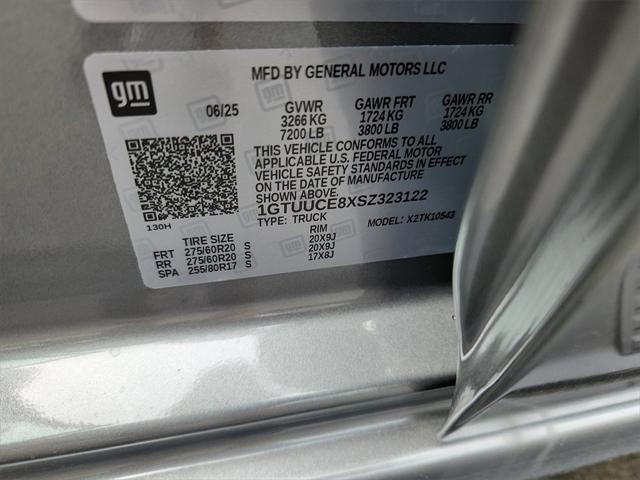 gm
MFD BY GENERAL MOTORS LLC
06/25 GVWR GAWR FRT GAWR RR
3266 KG 1724 KG 1724 KG
7200 LB 3800 LB 3800 LB
THIS VEHICLE CONFORMS TO ALL
APPLICABLE U.S. FEDERAL MOTOR
VEHICLE SAFETY STANDARDS IN EFFECT
ON THE DATE OF MANUFACTURE
SHOWN ABOVE.
1GTUUCE8XSZ323122
130H
TYPE: TRUCK MODEL: X2TK10543
TIRE SIZE RIM
FRT 275/60R20 S 20X9J
RR 275/60R20 S 20X9J
SPA 255/80R17 S 17X8J